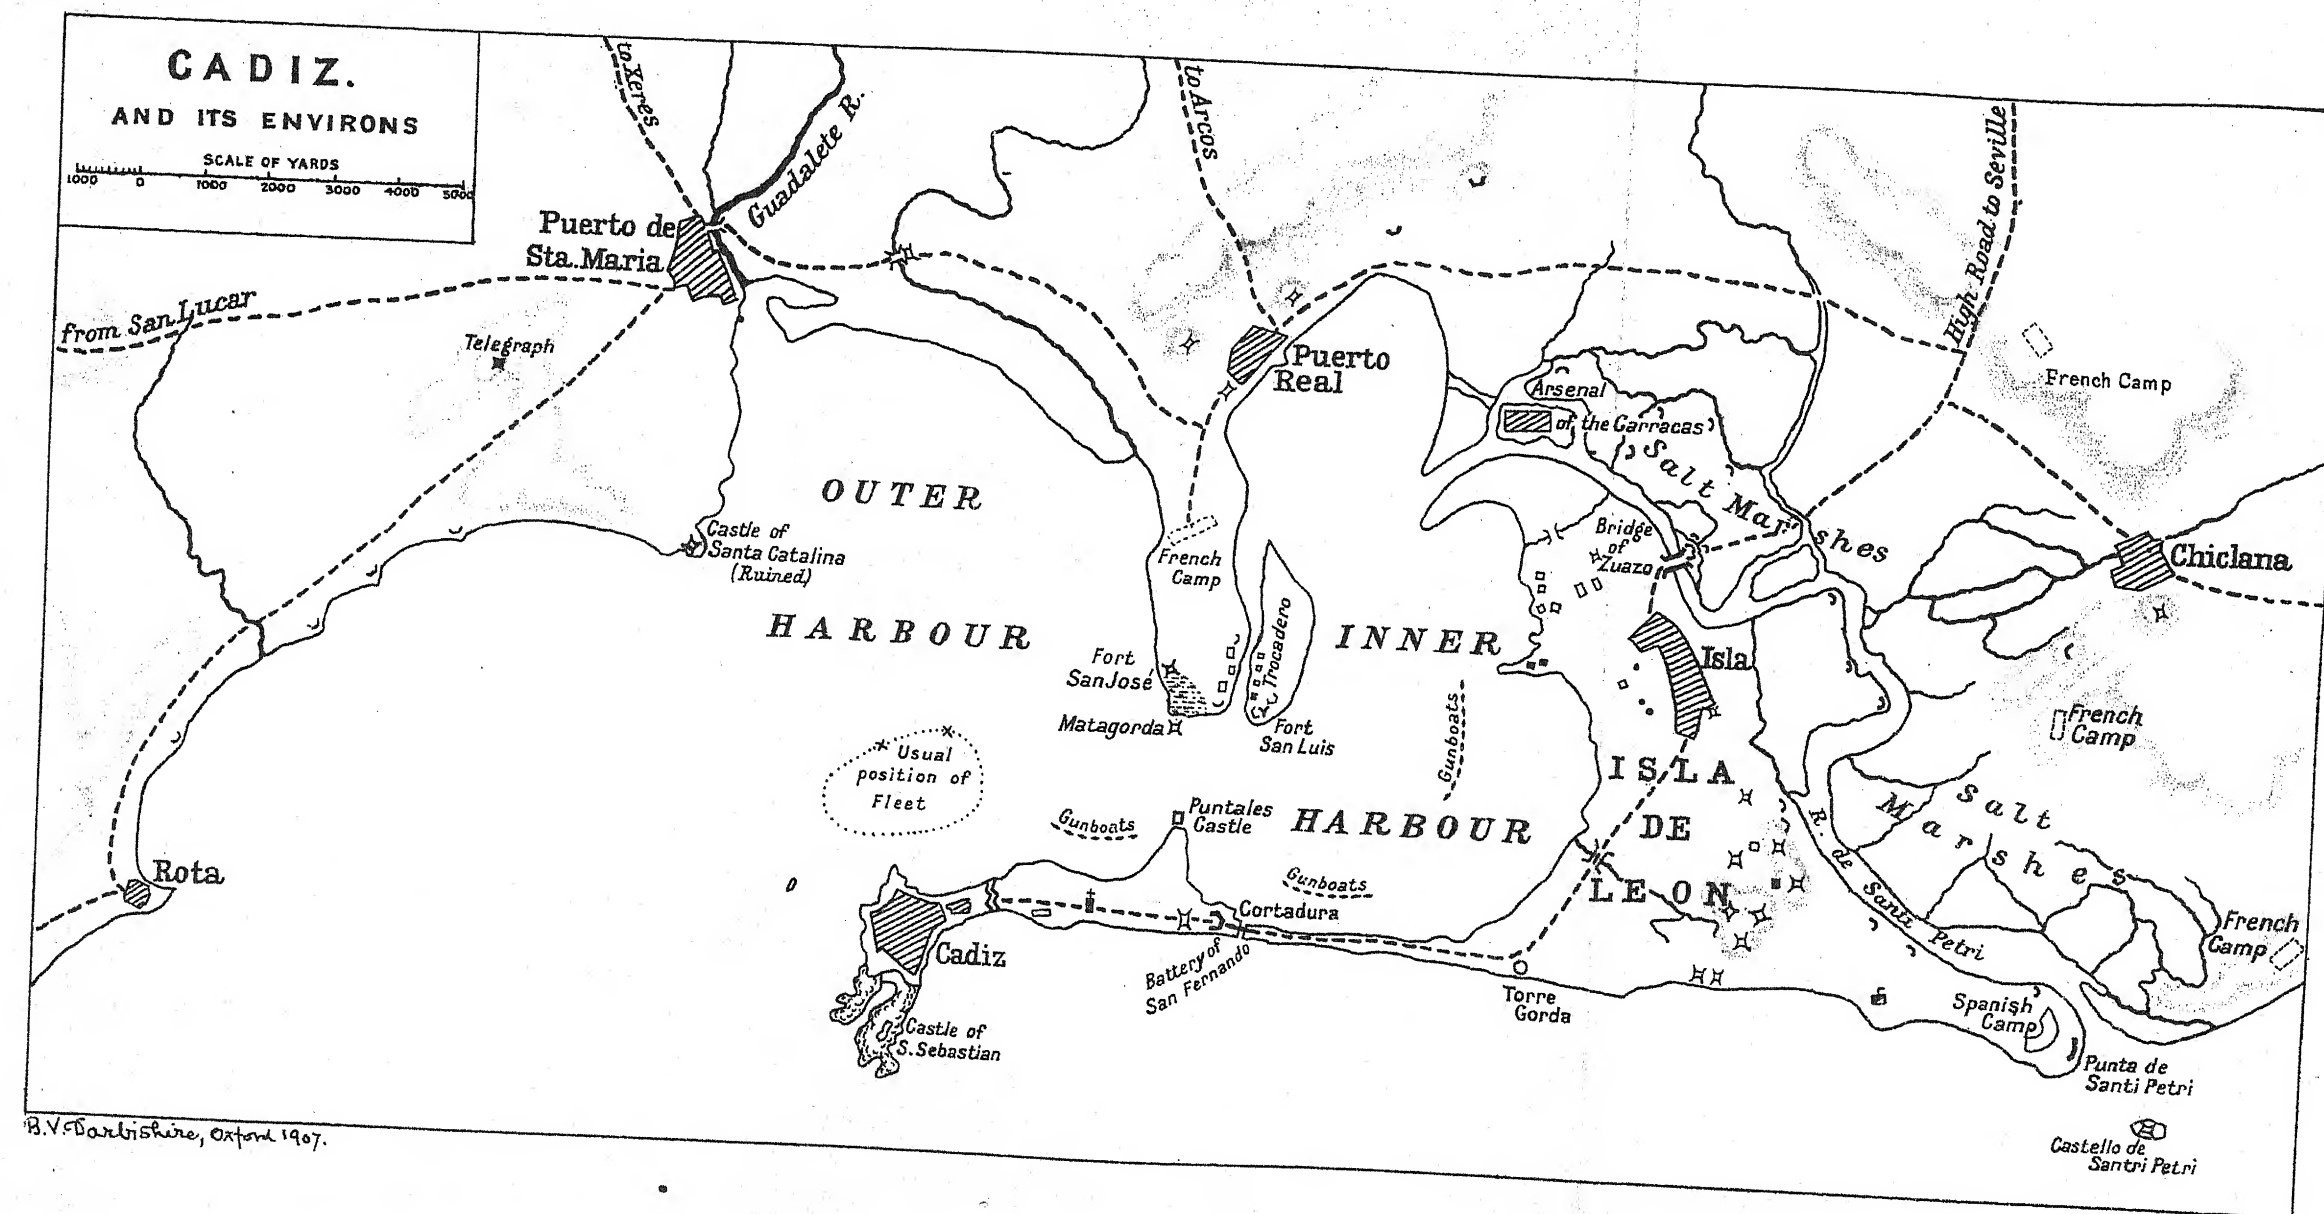 CADIZ.
AND ITS ENVIRONS
SCALE OF YARDS
1000 0 1000 2000 3000 4000 5000
to Xeres
Guadalete R.
to Arcos
High Road to Seville
Puerto de
Sta. Maria
from San Lucar
Telegraph
Puerto
Real
French Camp
Arsenal
of the Carracas
Salt Marshes
OUTER
HARBOUR
Castle of
Santa Catalina
(Ruined)
French
Camp
Bridge
of
Zuazo
Chiclana
Trocadero
INNER
HARBOUR
Fort
San José
Matagorda
Fort
San Luis
Gunboats
Isla
French
Camp
Usual
position of
Fleet
ISLA
DE
LEON
Gunboats
Puntales
Castle
Gunboats
Salt
Marshes
R. de Santi Petri
Rota
Cortadura
Cadiz
Battery of
San Fernando
French
Camp
Torre
Gorda
Spanish
Camp
Castle of
S. Sebastian
Punta de
Santi Petri
Castello de
Santri Petri
B.V. Darbishire, Oxford 1907.